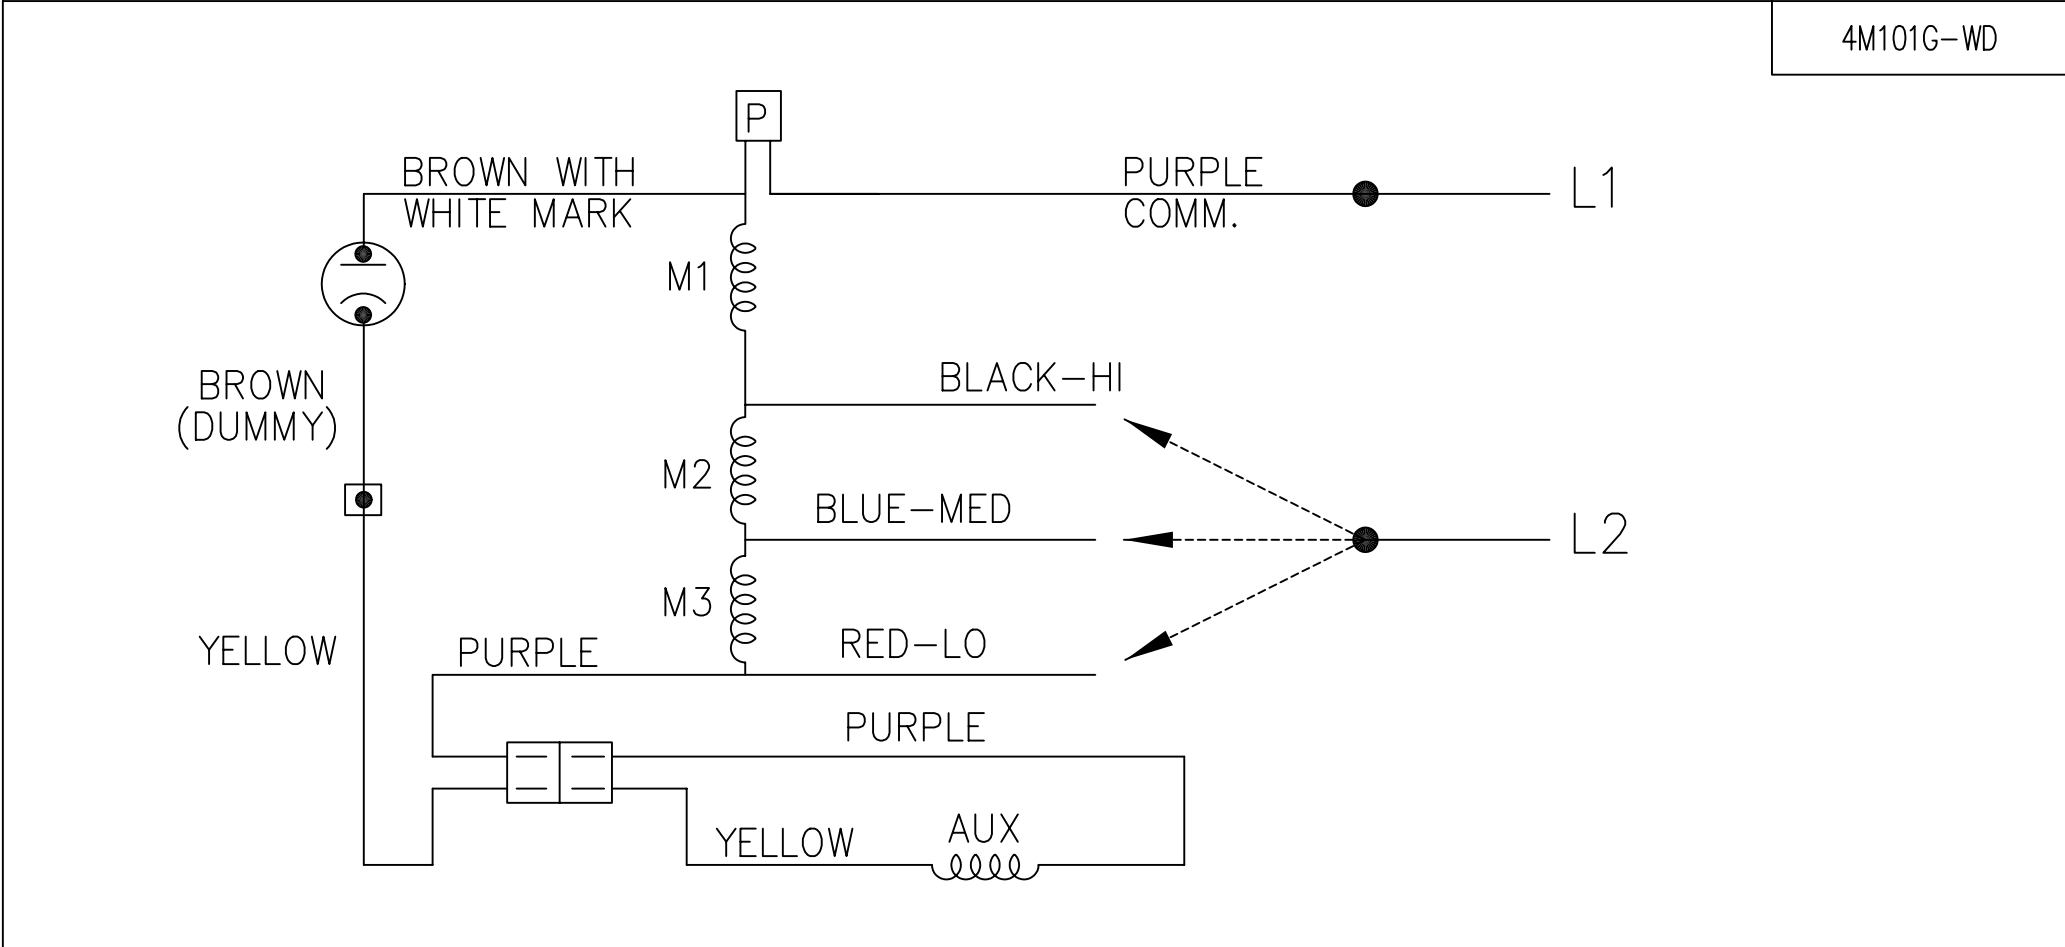 4M101G-WD
P
BROWN WITH
WHITE MARK
PURPLE
COMM.
L1
M1
BROWN
(DUMMY)
BLACK-HI
M2
BLUE-MED
L2
M3
YELLOW
PURPLE
RED-LO
PURPLE
YELLOW
AUX